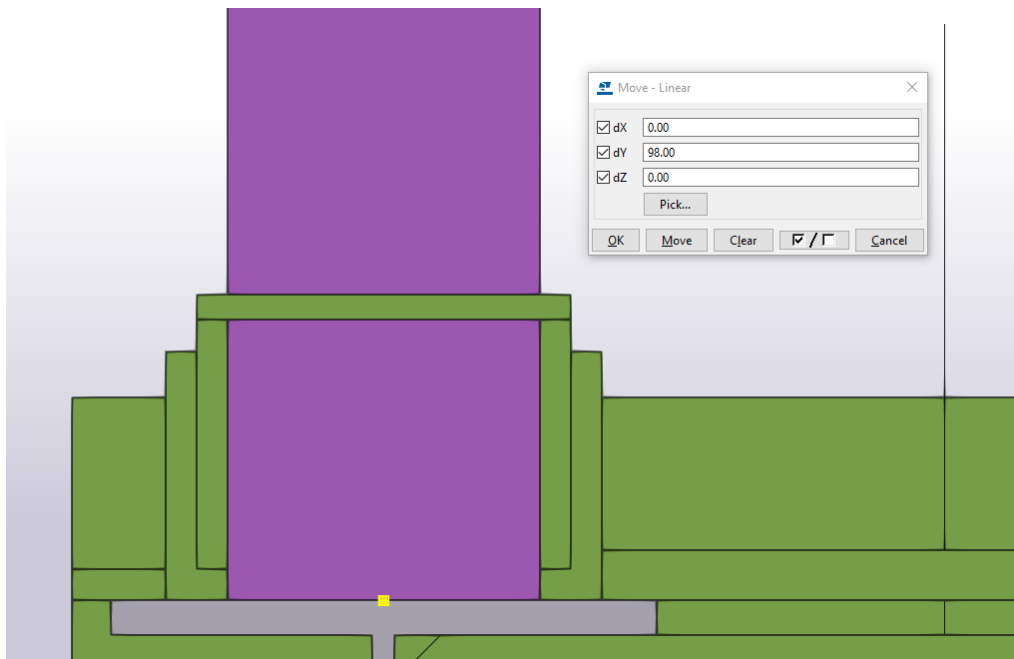 Move - Linear
dX 0.00
dY 98.00
dZ 0.00
Pick...
OK Move Clear / Cancel